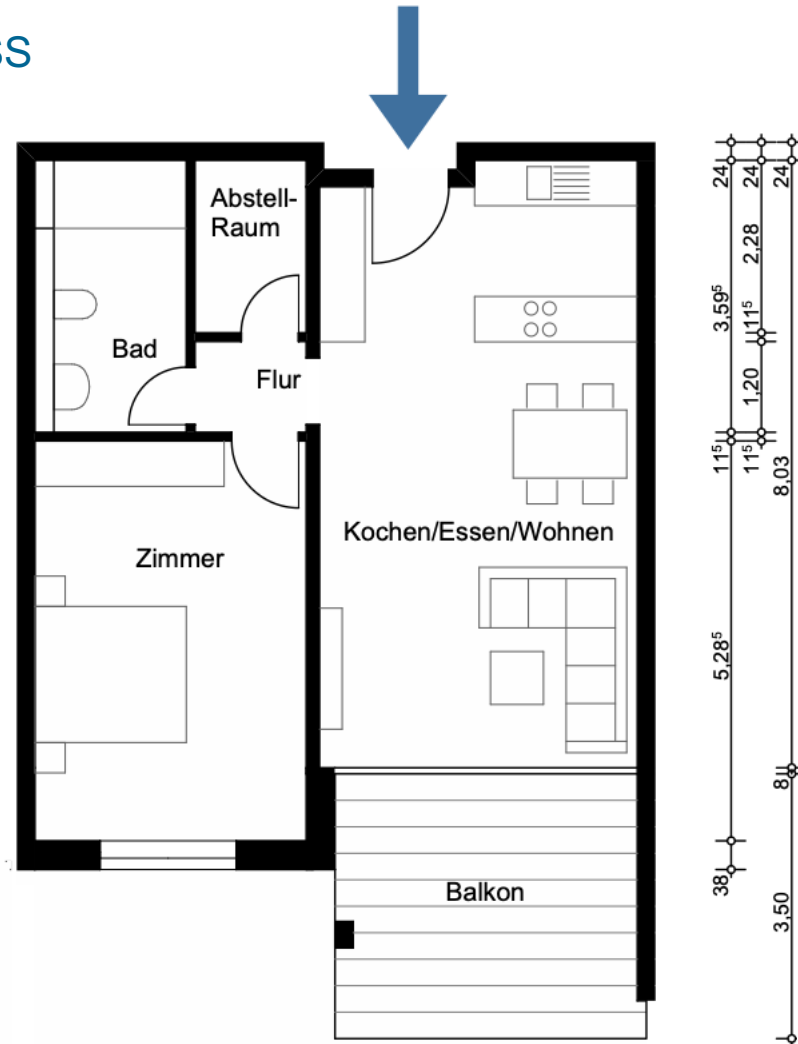 ss
Abstell-
Raum
Bad
Flur
Kochen/Essen/Wohnen
Zimmer
Balkon
24
24
24
2,28
3,59⁵
11⁵
1,20
11⁵
11⁵
8,03
5,28⁵
8
38
3,50